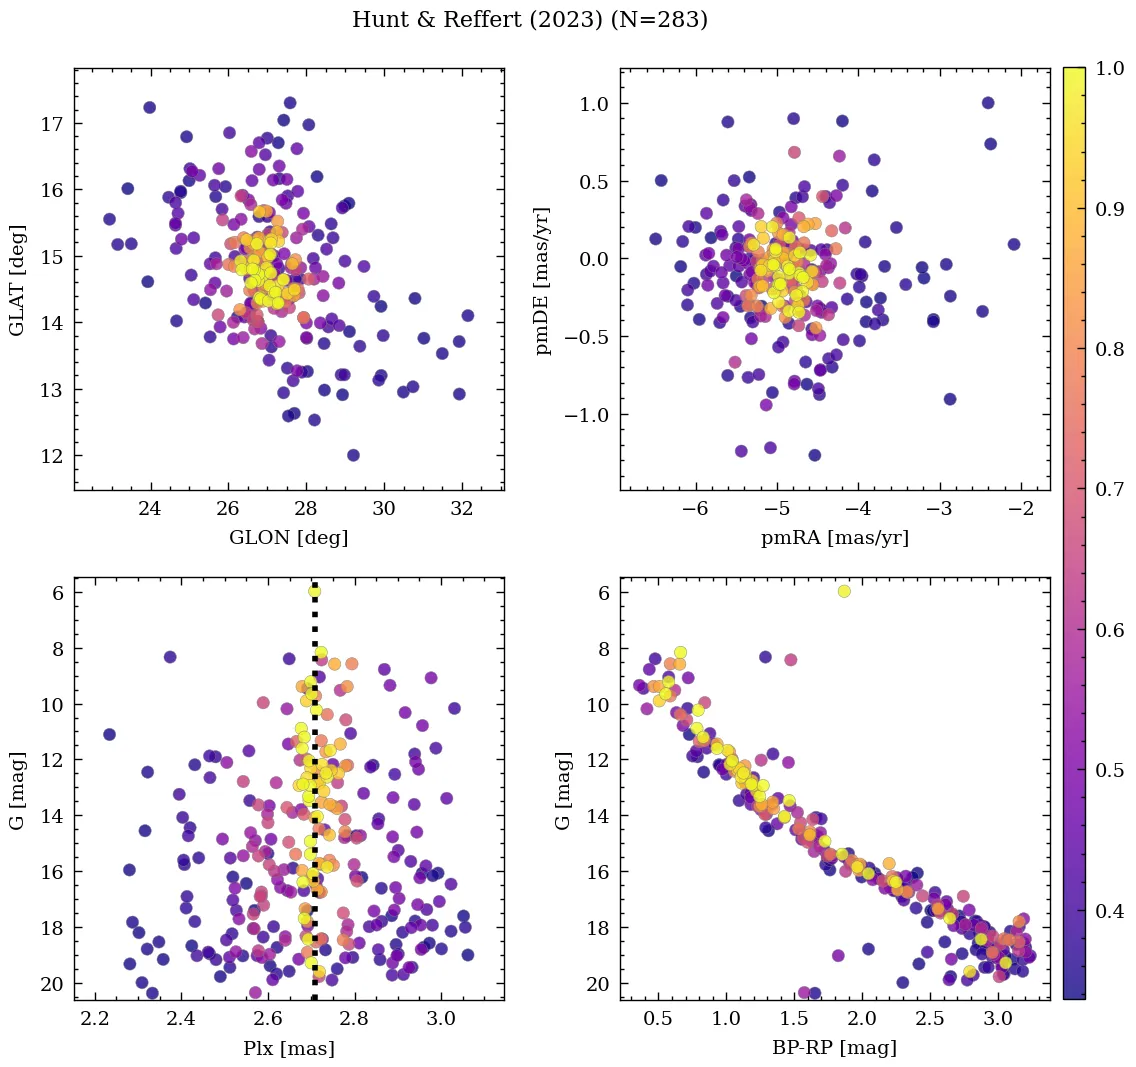 Hunt & Reffert (2023) (N=283)
17
16
15
14
13
12
GLAT [deg]
24 26 28 30 32
GLON [deg]
1.0
0.5
0.0
−0.5
−1.0
pmDE [mas/yr]
−6 −5 −4 −3 −2
pmRA [mas/yr]
6
8
10
12
14
16
18
20
G [mag]
2.2 2.4 2.6 2.8 3.0
Plx [mas]
6
8
10
12
14
16
18
20
G [mag]
0.5 1.0 1.5 2.0 2.5 3.0
BP-RP [mag]
1.0
0.9
0.8
0.7
0.6
0.5
0.4